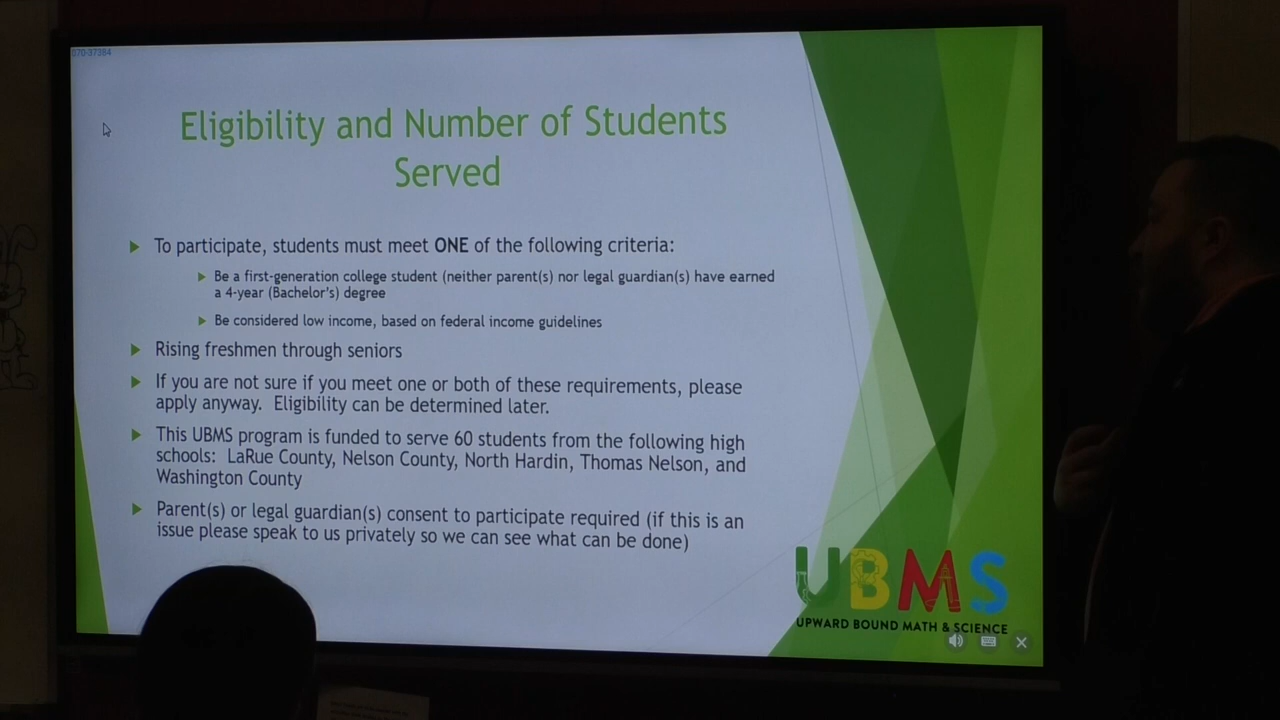 070-37384
Eligibility and Number of Students
Served
To participate, students must meet ONE of the following criteria:
Be a first-generation college student (neither parent(s) nor legal guardian(s) have earned
a 4-year (Bachelor's) degree
Be considered low income, based on federal income guidelines
Rising freshmen through seniors
If you are not sure if you meet one or both of these requirements, please
apply anyway. Eligibility can be determined later.
This UBMS program is funded to serve 60 students from the following high
schools: LaRue County, Nelson County, North Hardin, Thomas Nelson, and
Washington County
Parent(s) or legal guardian(s) consent to participate required (if this is an
issue please speak to us privately so we can see what can be done)
UBMS
UPWARD BOUND MATH & SCIENCE